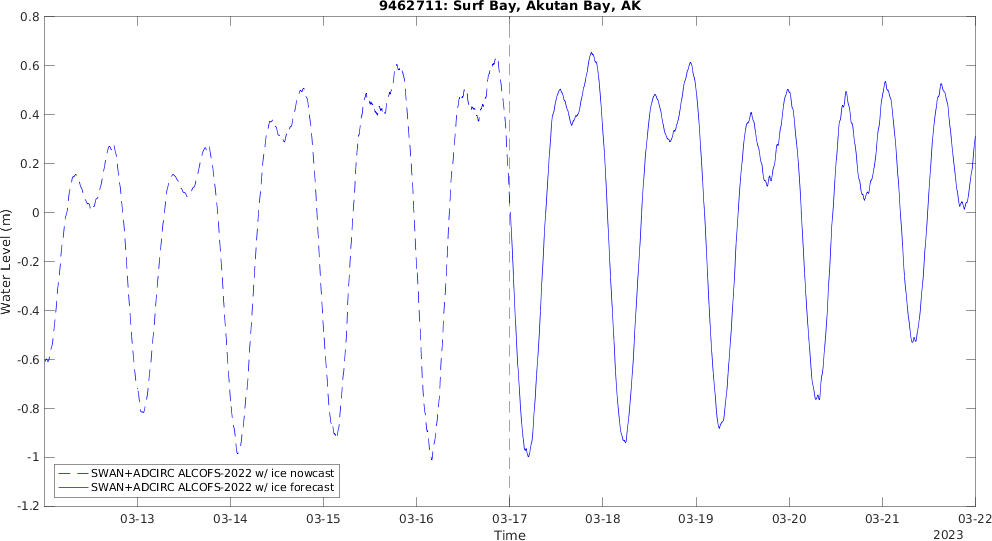 9462711: Surf Bay, Akutan Bay, AK
0.8
0.6
0.4
0.2
0
-0.2
-0.4
-0.6
-0.8
-1
-1.2
Water Level (m)
SWAN+ADCIRC ALCOFS-2022 w/ ice nowcast
SWAN+ADCIRC ALCOFS-2022 w/ ice forecast
03-13 03-14 03-15 03-16 03-17 03-18 03-19 03-20 03-21 03-22
Time
2023